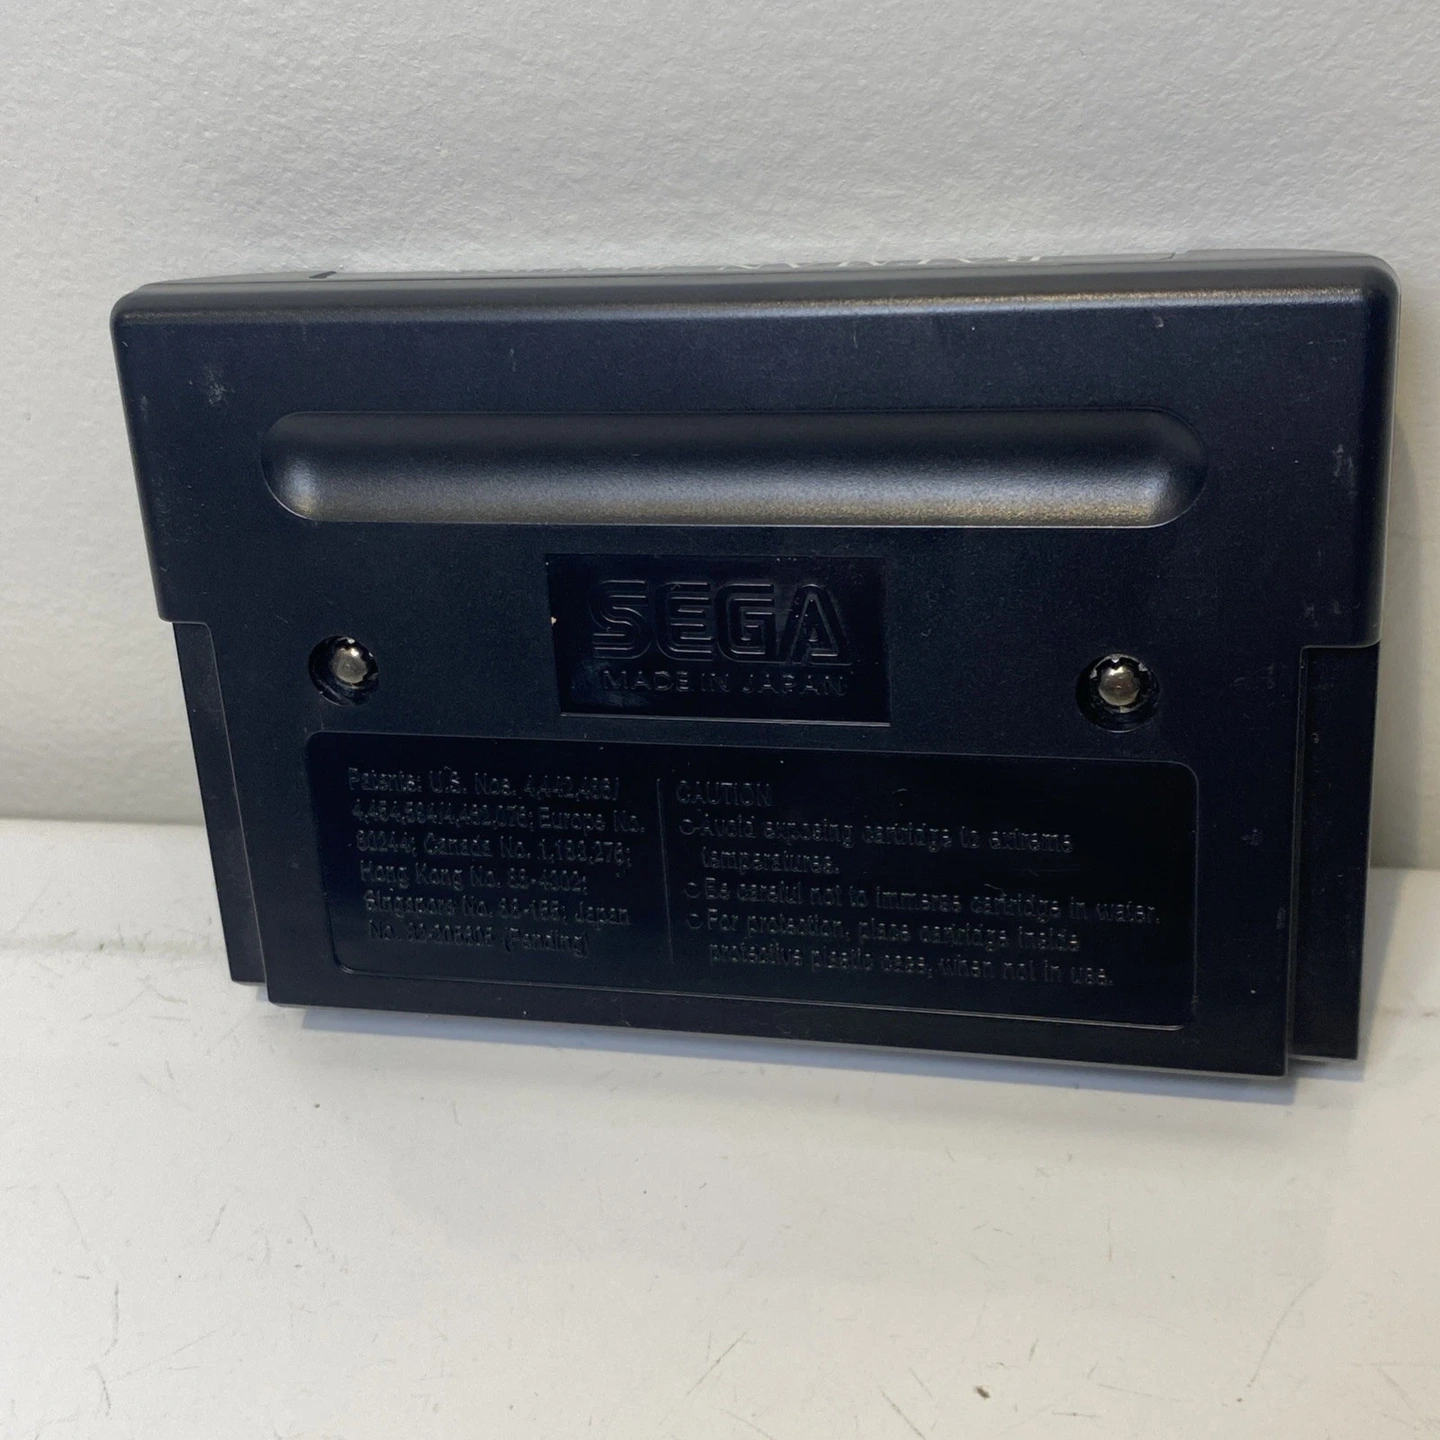 SEGA
MADE IN JAPAN
Patents: U.S. Nos. 4,442,486/
4,454,594/4,462,076; Europe No.
80244; Canada No. 1,183,276;
Hong Kong No. 88-4302;
Singapore No. 88-155; Japan
No. (Pending)
CAUTION
○Avoid exposing cartridge to extreme
temperatures.
○Be careful not to immerse cartridge in water.
○For protection, place cartridge inside
protective plastic case, when not in use.